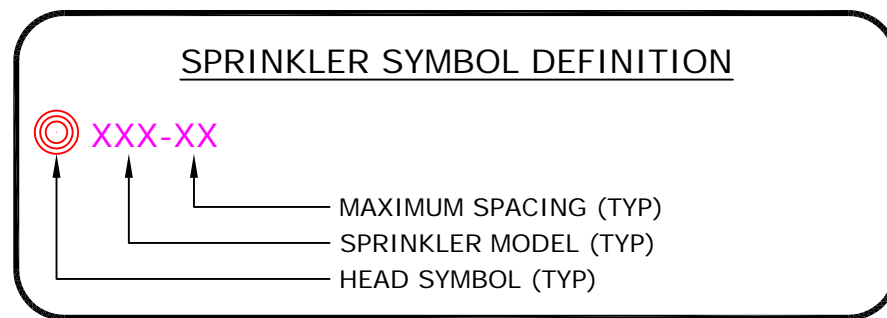 SPRINKLER SYMBOL DEFINITION
XXX-XX
MAXIMUM SPACING (TYP)
SPRINKLER MODEL (TYP)
HEAD SYMBOL (TYP)